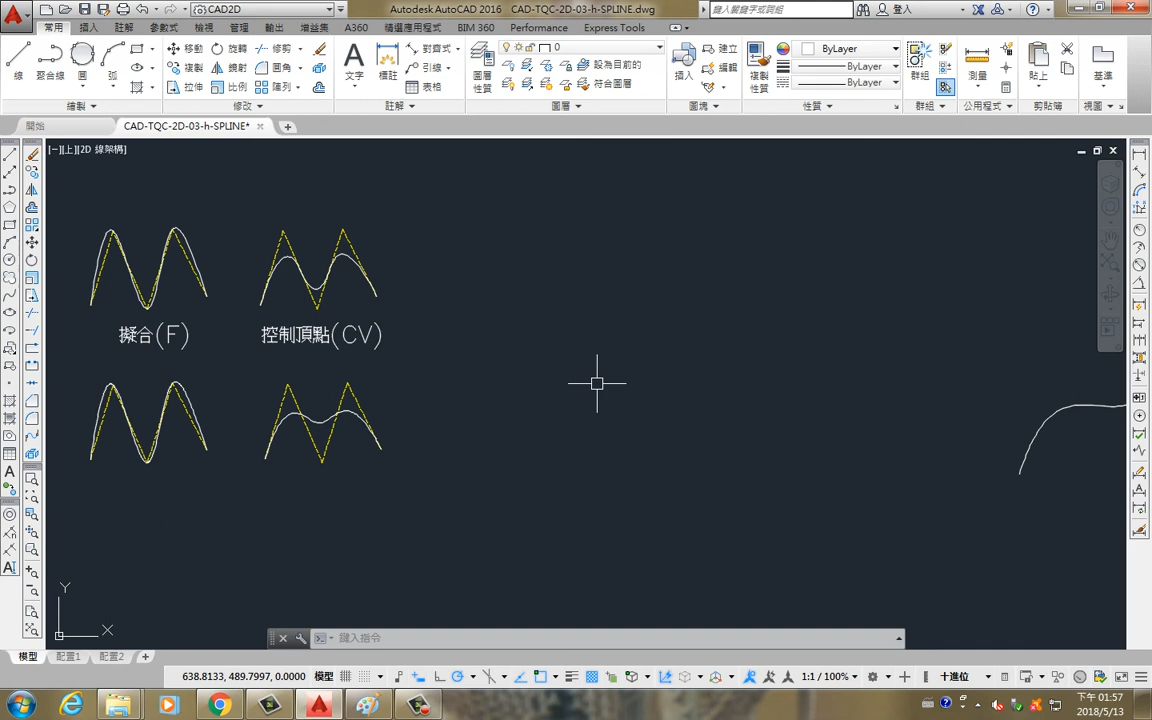 CAD2D
Autodesk AutoCAD 2016 CAD-TQC-2D-03-h-SPLINE.dwg
鍵入關鍵字或詞組
登入
常用 插入 註解 參數式 檢視 管理 輸出 增益集 A360 精選應用程式 BIM 360 Express Tools Performance
線 聚合線 圓 弧
移動 旋轉 修剪
複製 鏡射 圓角
拉伸 比例 陣列
文字 標註
對齊式
引線
表格
圖層性質
0
設為目前的
符合圖層
插入
建立
編輯
複製性質
ByLayer
ByLayer
ByLayer
群組
測量
貼上
基準
繪製 修改 註解 圖層 圖塊 性質 群組 公用程式 剪貼簿 視圖
開始 CAD-TQC-2D-03-h-SPLINE*
[−][上][2D 線架構]
擬合(F) 控制頂點(CV)
Y
X
鍵入指令
模型 配置1 配置2
638.8133, 489.7997, 0.0000 模型 1:1 / 100% 十進位
下午 01:57
2018/5/13